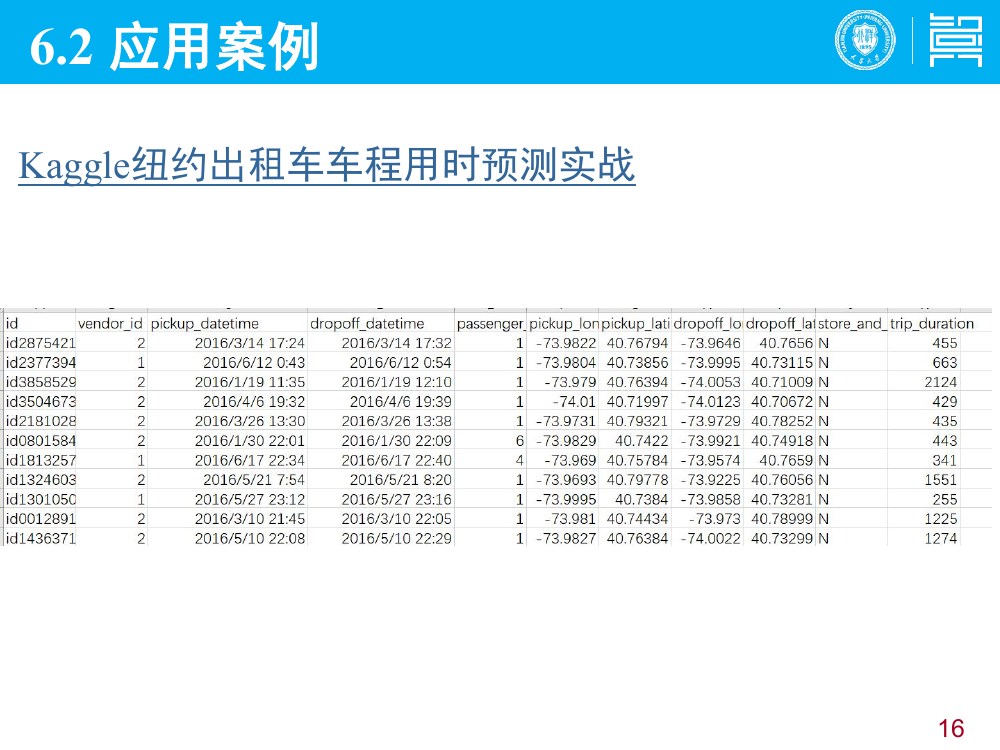 6.2 应用案例
Kaggle纽约出租车车程用时预测实战
id vendor_id pickup_datetime dropoff_datetime passenger_ pickup_lon pickup_lati dropoff_lo dropoff_lat store_and_ trip_duration
id2875421 2 2016/3/14 17:24 2016/3/14 17:32 1 -73.9822 40.76794 -73.9646 40.7656 N 455
id2377394 1 2016/6/12 0:43 2016/6/12 0:54 1 -73.9804 40.73856 -73.9995 40.73115 N 663
id3858529 2 2016/1/19 11:35 2016/1/19 12:10 1 -73.979 40.76394 -74.0053 40.71009 N 2124
id3504673 2 2016/4/6 19:32 2016/4/6 19:39 1 -74.01 40.71997 -74.0123 40.70672 N 429
id2181028 2 2016/3/26 13:30 2016/3/26 13:38 1 -73.9731 40.79321 -73.9729 40.78252 N 435
id0801584 2 2016/1/30 22:01 2016/1/30 22:09 6 -73.9829 40.7422 -73.9921 40.74918 N 443
id1813257 1 2016/6/17 22:34 2016/6/17 22:40 4 -73.969 40.75784 -73.9574 40.7659 N 341
id1324603 2 2016/5/21 7:54 2016/5/21 8:20 1 -73.9693 40.79778 -73.9225 40.76056 N 1551
id1301050 1 2016/5/27 23:12 2016/5/27 23:16 1 -73.9995 40.7384 -73.9858 40.73281 N 255
id0012891 2 2016/3/10 21:45 2016/3/10 22:05 1 -73.981 40.74434 -73.973 40.78999 N 1225
id1436371 2 2016/5/10 22:08 2016/5/10 22:29 1 -73.9827 40.76384 -74.0022 40.73299 N 1274
16